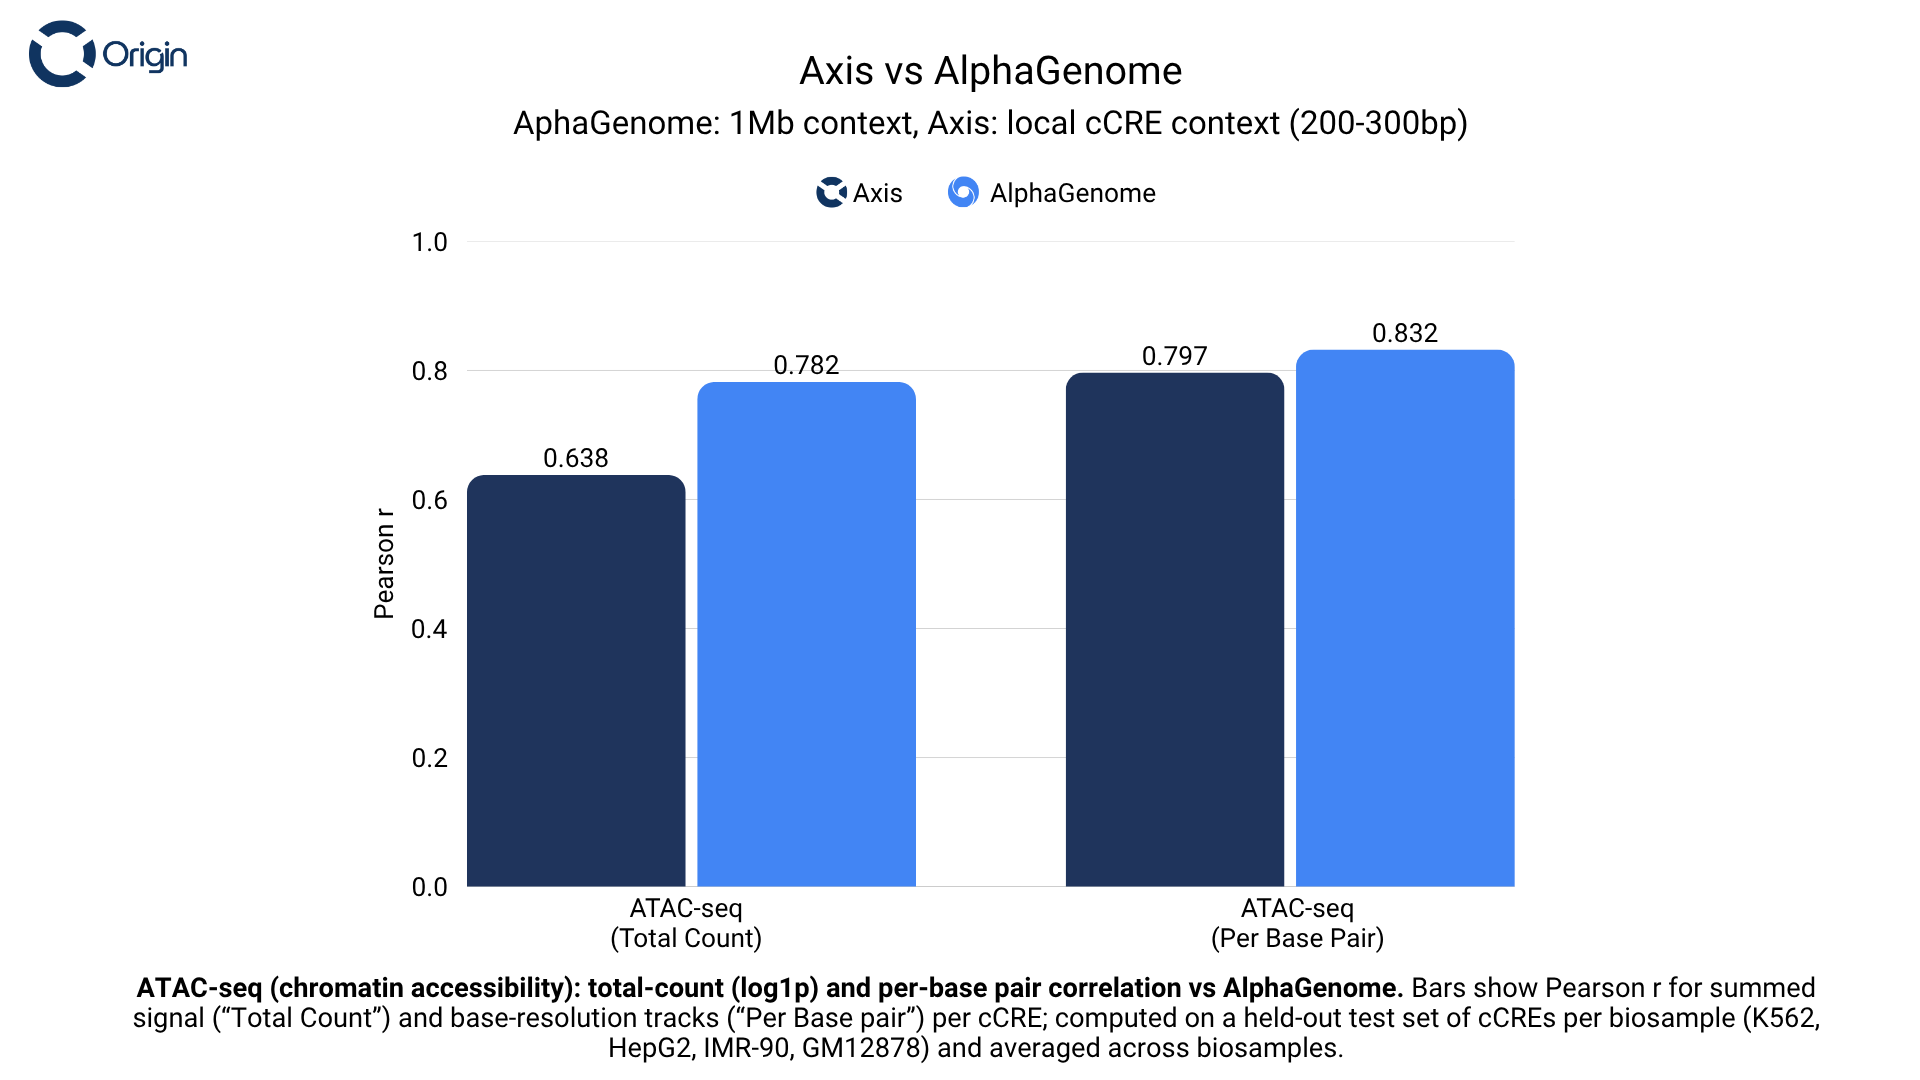 Origin
Axis vs AlphaGenome
AphaGenome: 1Mb context, Axis: local cCRE context (200-300bp)
Axis AlphaGenome
1.0
0.8
0.6
0.4
0.2
0.0
Pearson r
0.638
0.782
0.797
0.832
ATAC-seq
(Total Count)
ATAC-seq
(Per Base Pair)
ATAC-seq (chromatin accessibility): total-count (log1p) and per-base pair correlation vs AlphaGenome. Bars show Pearson r for summed
signal (“Total Count”) and base-resolution tracks (“Per Base pair”) per cCRE; computed on a held-out test set of cCREs per biosample (K562,
HepG2, IMR-90, GM12878) and averaged across biosamples.